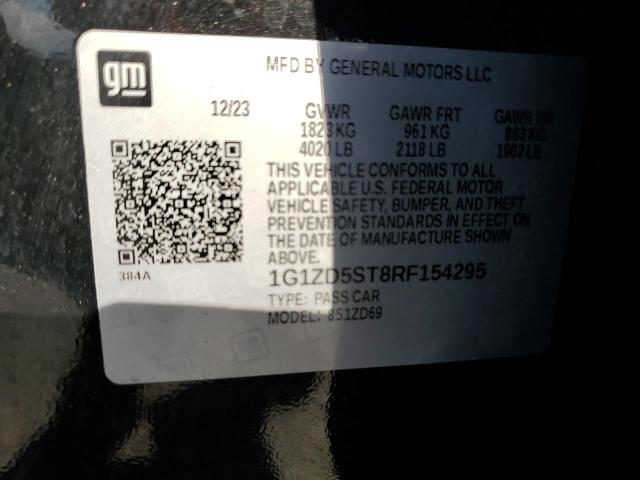 gm
MFD BY GENERAL MOTORS LLC
12/23 GVWR GAWR FRT GAWR RR
1823 KG 961 KG 863 KG
4020 LB 2118 LB 1902 LB
THIS VEHICLE CONFORMS TO ALL
APPLICABLE U.S. FEDERAL MOTOR
VEHICLE SAFETY, BUMPER, AND THEFT
PREVENTION STANDARDS IN EFFECT ON
THE DATE OF MANUFACTURE SHOWN
ABOVE.
384A
1G1ZD5ST8RF154295
TYPE: PASS CAR
MODEL: 851ZD69